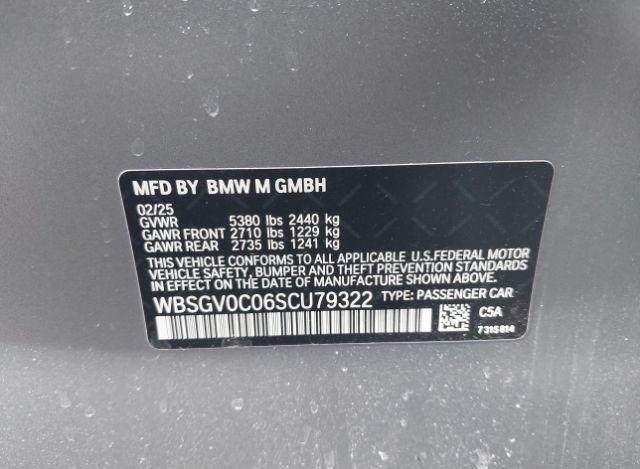 MFD BY BMW M GMBH
02/25
GVWR 5380 lbs 2440 kg
GAWR FRONT 2710 lbs 1229 kg
GAWR REAR 2735 lbs 1241 kg
THIS VEHICLE CONFORMS TO ALL APPLICABLE U.S.FEDERAL MOTOR
VEHICLE SAFETY, BUMPER, AND THEFT PREVENTION STANDARDS
IN EFFECT ON THE DATE OF MANUFACTURE SHOWN ABOVE.
WBSGV0C06SCU79322 TYPE: PASSENGER CAR
C5A
7315814